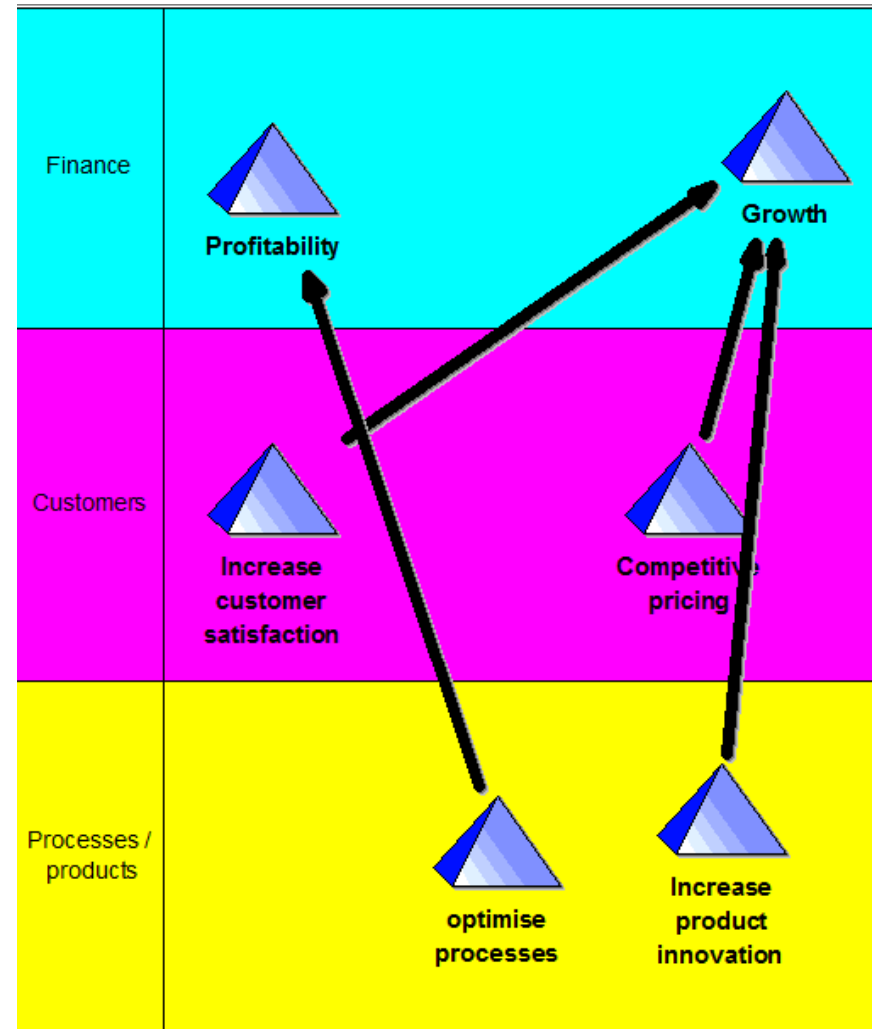 Finance
Profitability
Growth
Customers
Increase
customer
satisfaction
Competitive
pricing
Processes /
products
optimise
processes
Increase
product
innovation